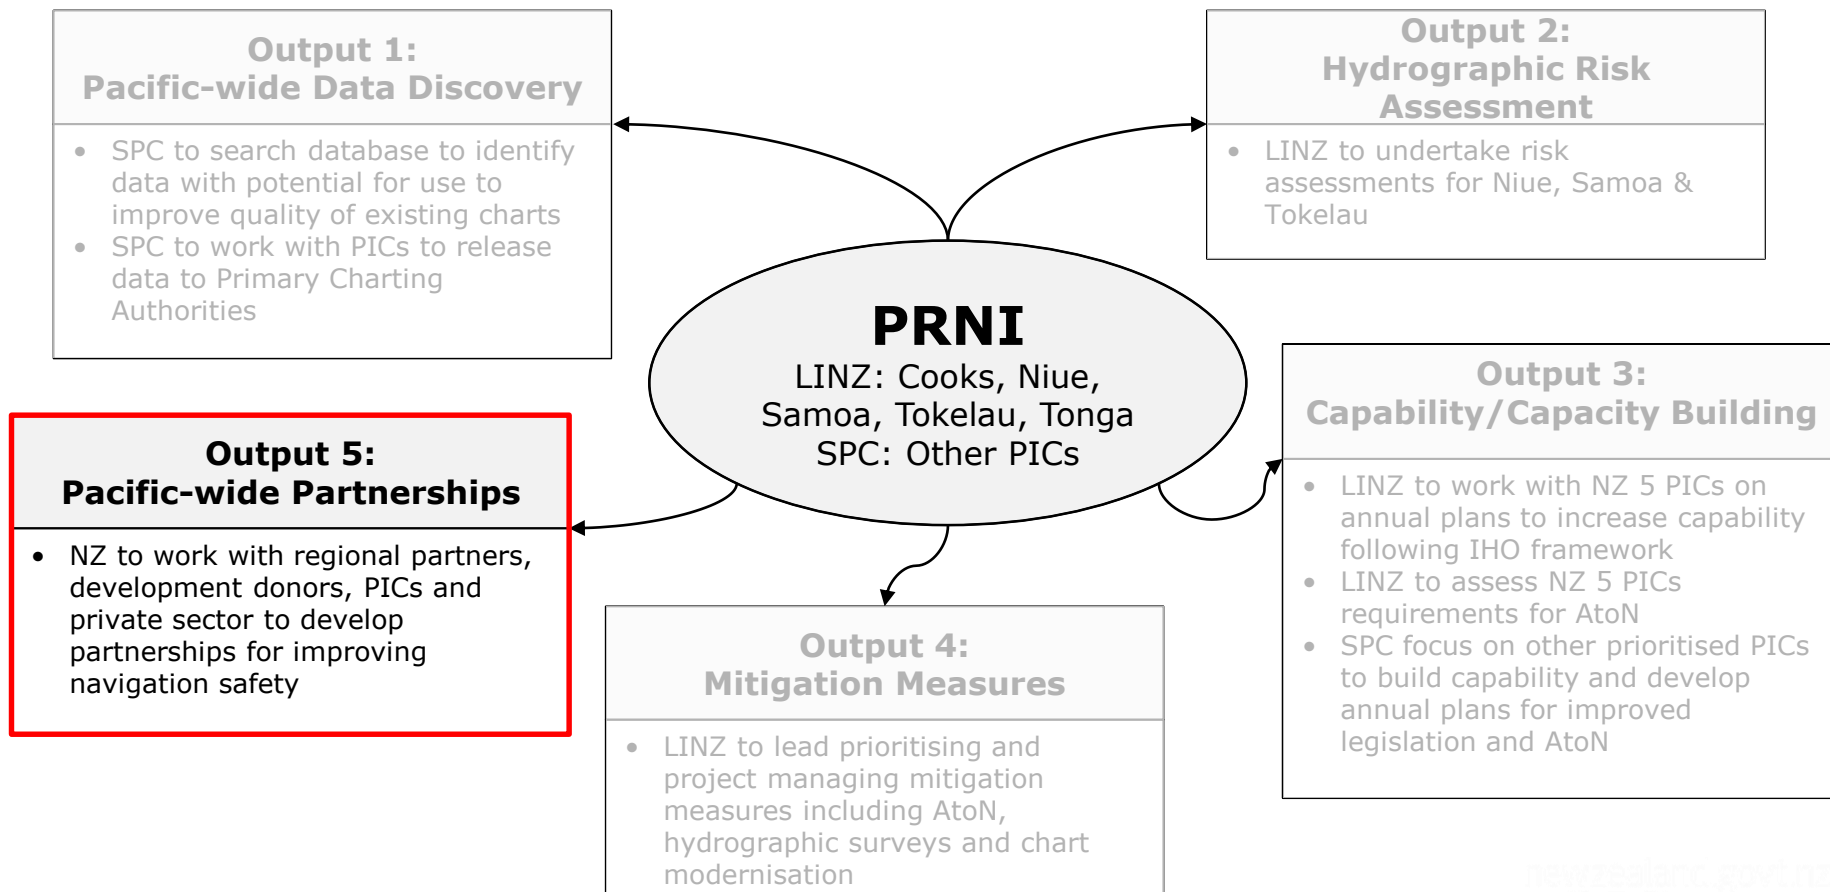 Output 1:
Pacific-wide Data Discovery
• SPC to search database to identify
data with potential for use to
improve quality of existing charts
• SPC to work with PICs to release
data to Primary Charting
Authorities
Output 2:
Hydrographic Risk
Assessment
• LINZ to undertake risk
assessments for Niue, Samoa &
Tokelau
PRNI
LINZ: Cooks, Niue,
Samoa, Tokelau, Tonga
SPC: Other PICs
Output 3:
Capability/Capacity Building
• LINZ to work with NZ 5 PICs on
annual plans to increase capability
following IHO framework
• LINZ to assess NZ 5 PICs
requirements for AtoN
• SPC focus on other prioritised PICs
to build capability and develop
annual plans for improved
legislation and AtoN
Output 5:
Pacific-wide Partnerships
• NZ to work with regional partners,
development donors, PICs and
private sector to develop
partnerships for improving
navigation safety
Output 4:
Mitigation Measures
• LINZ to lead prioritising and
project managing mitigation
measures including AtoN,
hydrographic surveys and chart
modernisation